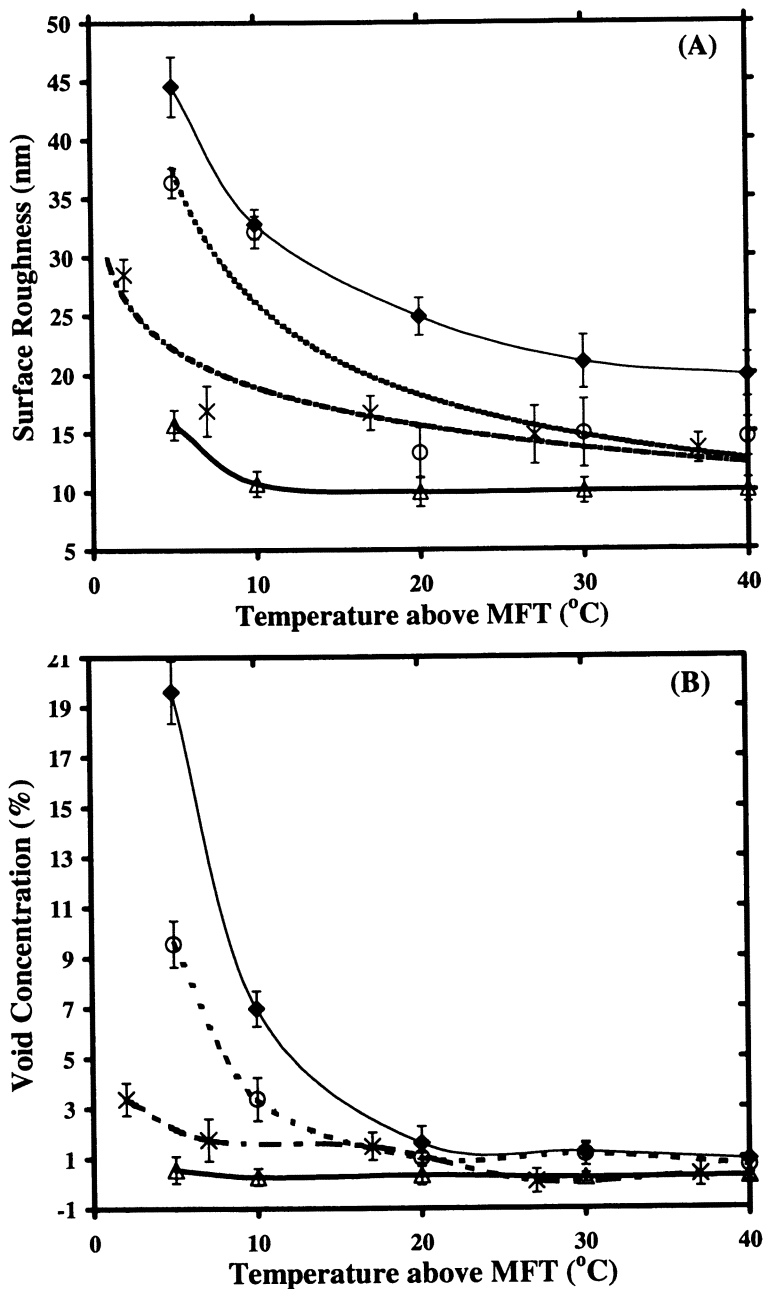 (A)
50
45
40
35
30
25
20
15
10
5
Surface Roughness (nm)
0 10 20 30 40
Temperature above MFT (°C)
(B)
21
19
17
15
13
11
9
7
5
3
1
-1
Void Concentration (%)
0 10 20 30 40
Temperature above MFT (°C)